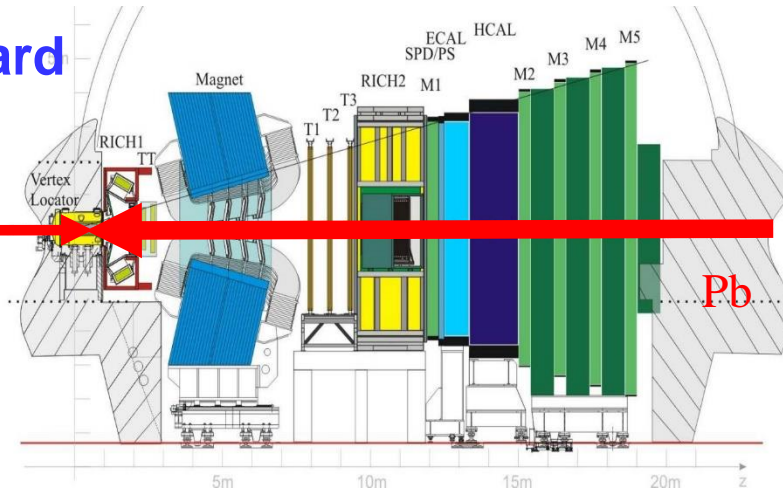 ard
HCAL
ECAL
SPD/PS
M5
M4
M3
M2
M1
Magnet
RICH2
T3
T2
T1
RICH1
TT
Vertex
Locator
Pb
5m
10m
15m
20m
z